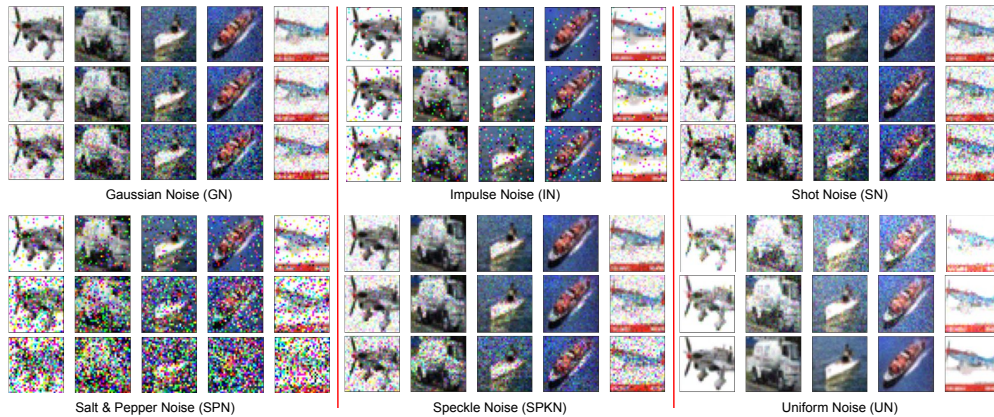 Gaussian Noise (GN)
Impulse Noise (IN)
Shot Noise (SN)
Salt & Pepper Noise (SPN)
Speckle Noise (SPKN)
Uniform Noise (UN)